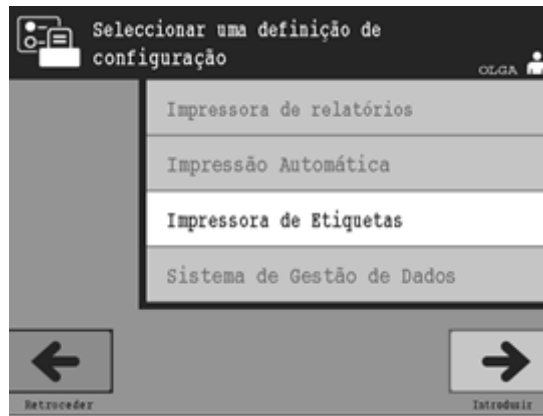 Seleccionar uma definição de
configuração
OLGA
Impressora de relatórios
Impressão Automática
Impressora de Etiquetas
Sistema de Gestão de Dados
Retroceder
Introdusir